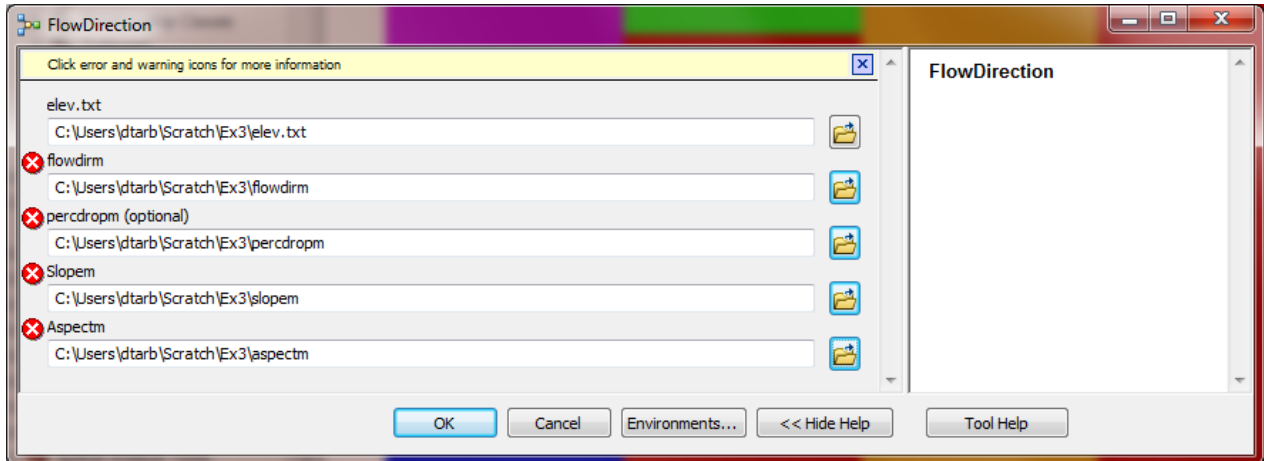 FlowDirection
Click error and warning icons for more information
elev.txt
C:\Users\dtarb\Scratch\Ex3\elev.txt
flowdirm
C:\Users\dtarb\Scratch\Ex3\flowdirm
percdropm (optional)
C:\Users\dtarb\Scratch\Ex3\percdropm
Slopem
C:\Users\dtarb\Scratch\Ex3\slopem
Aspectm
C:\Users\dtarb\Scratch\Ex3\aspectm
FlowDirection
OK Cancel Environments... << Hide Help Tool Help